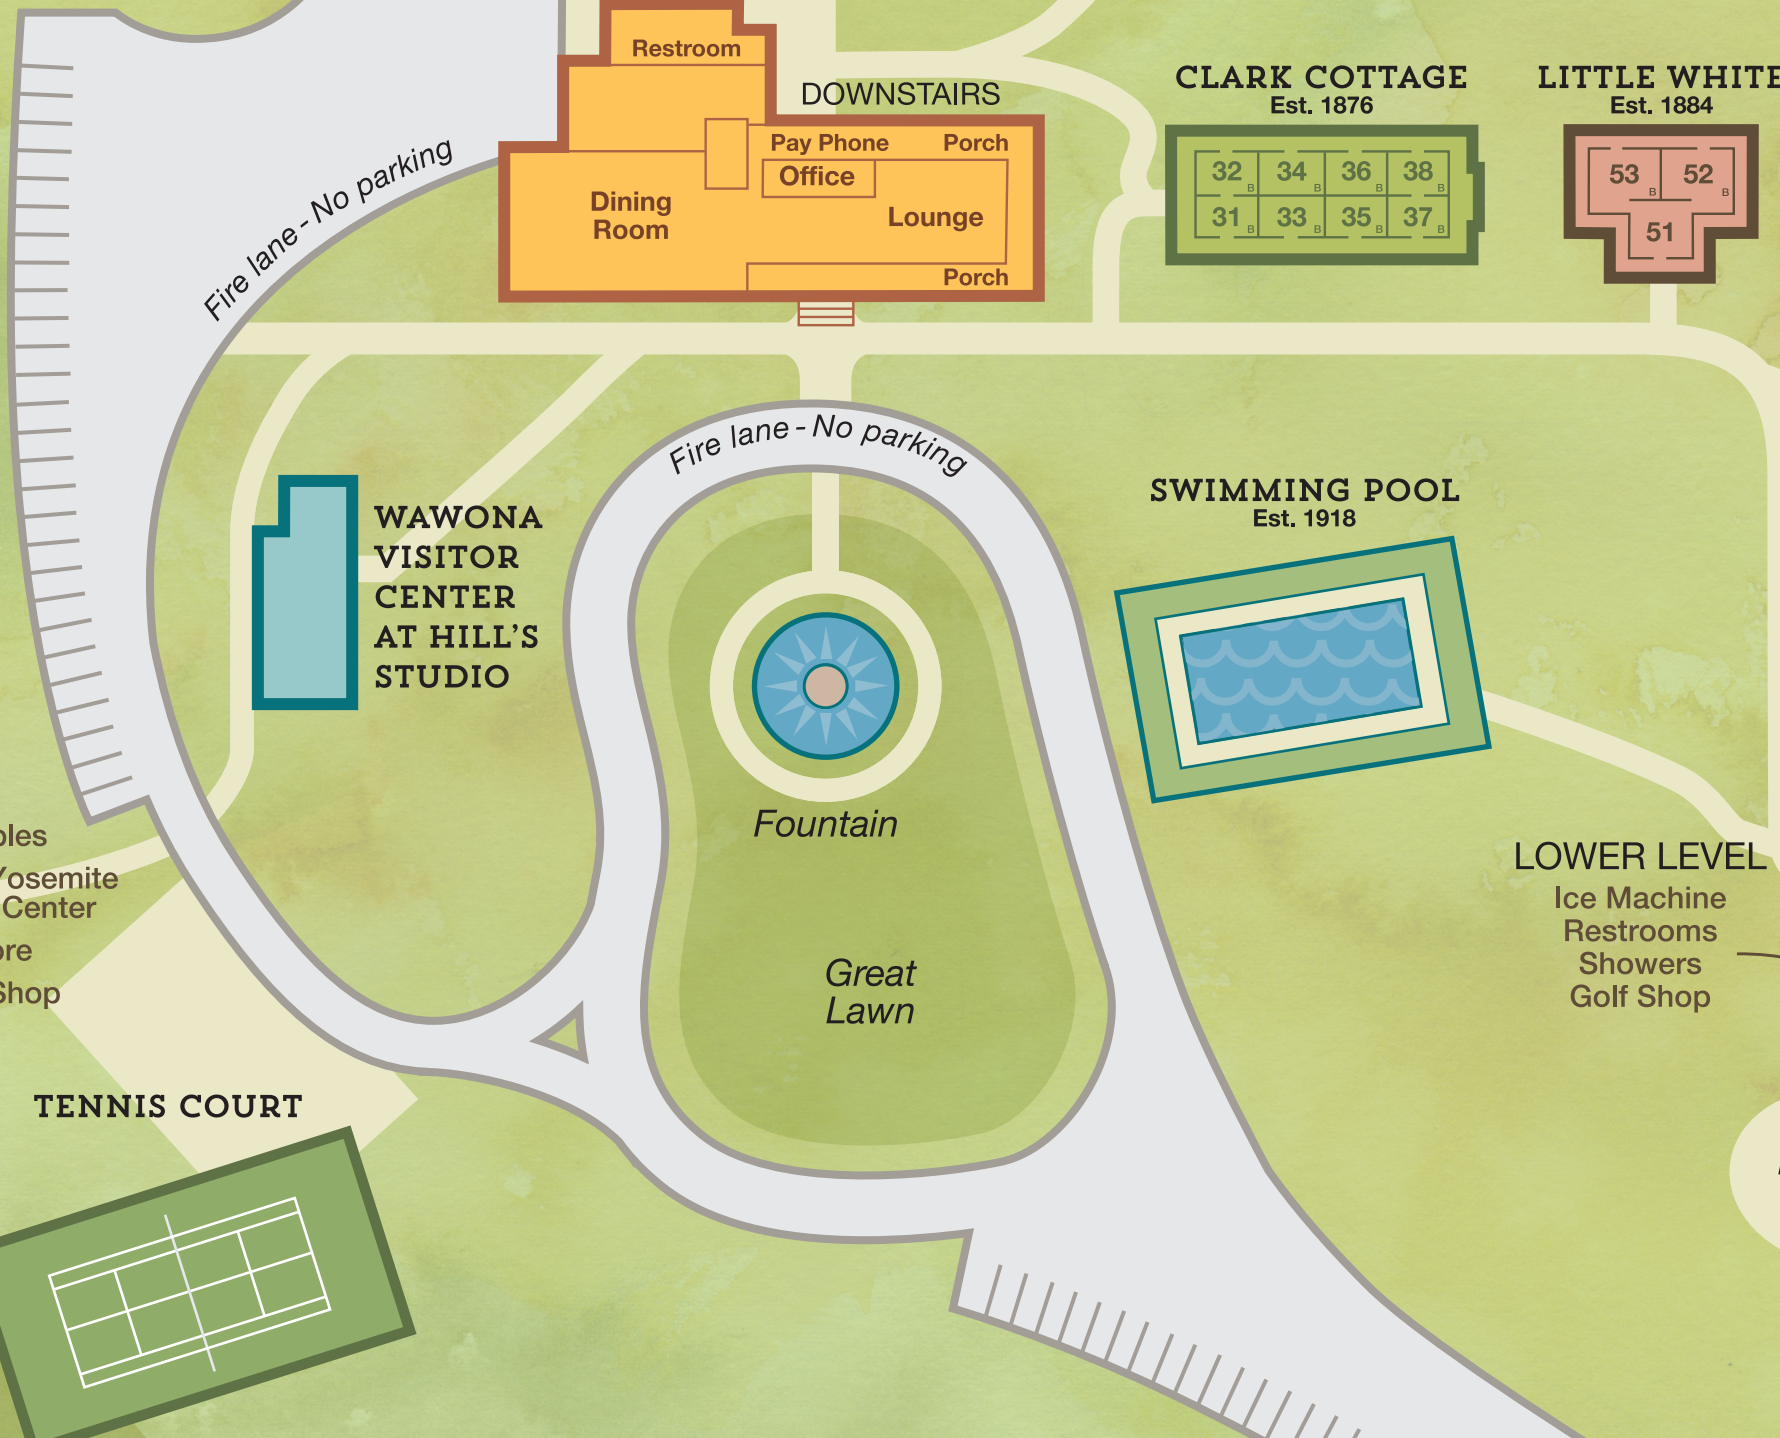 Restroom
DOWNSTAIRS
Pay Phone
Porch
Office
Dining
Room
Lounge
Porch
Fire lane - No parking
CLARK COTTAGE
Est. 1876
32 B 34 B 36 B 38 B
31 B 33 B 35 B 37 B
LITTLE WHITE
Est. 1884
53 B 52 B
51
Fire lane - No parking
WAWONA
VISITOR
CENTER
AT HILL'S
STUDIO
SWIMMING POOL
Est. 1918
Fountain
Great
Lawn
LOWER LEVEL
Ice Machine
Restrooms
Showers
Golf Shop
bles
Yosemite
Center
ore
Shop
TENNIS COURT